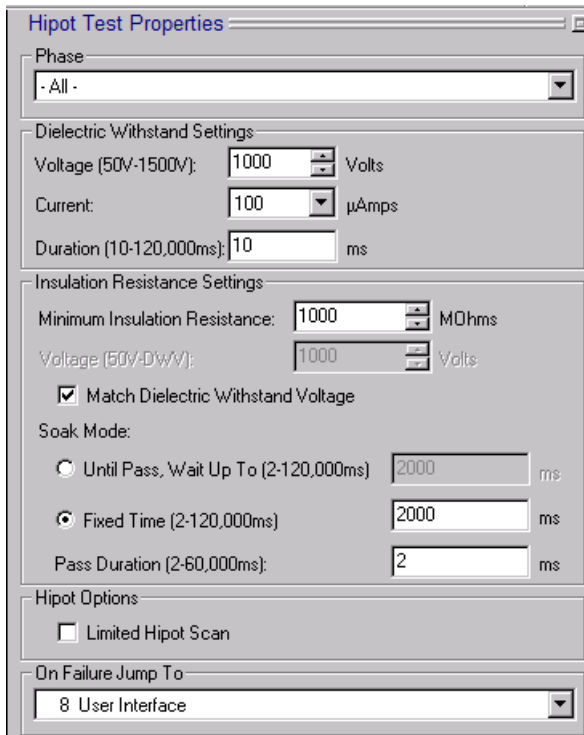 Hipot Test Properties
Phase
- All -
Dielectric Withstand Settings
Voltage (50V-1500V): 1000 Volts
Current: 100 µAmps
Duration (10-120,000ms): 10 ms
Insulation Resistance Settings
Minimum Insulation Resistance: 1000 MOhms
Voltage (50V-DWV): 1000 Volts
Match Dielectric Withstand Voltage
Soak Mode:
Until Pass, Wait Up To (2-120,000ms) 2000 ms
Fixed Time (2-120,000ms) 2000 ms
Pass Duration (2-60,000ms): 2 ms
Hipot Options
Limited Hipot Scan
On Failure Jump To
8 User Interface